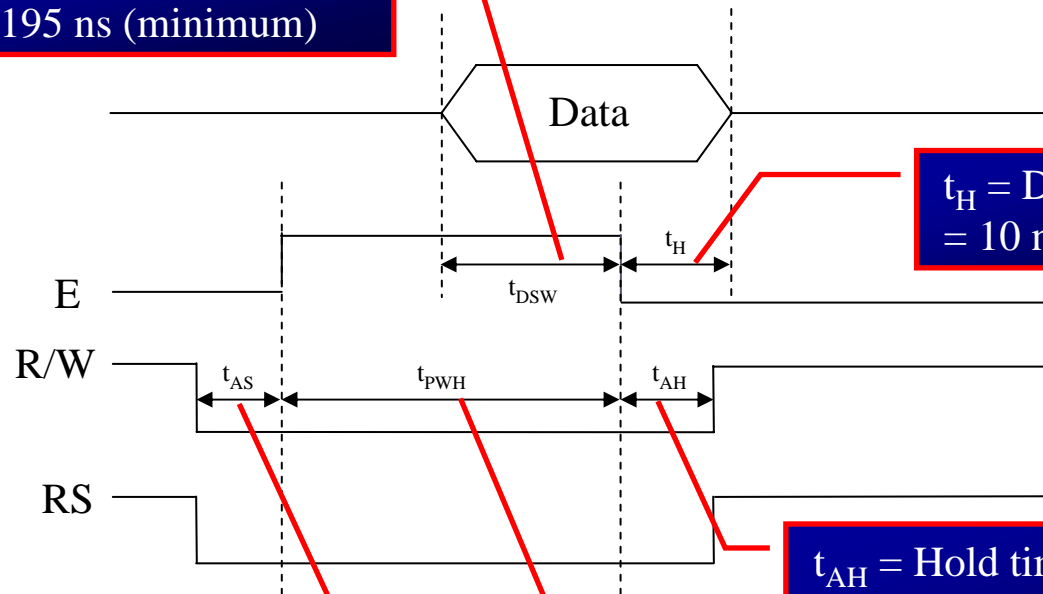 195 ns (minimum)
Data
tH = D
= 10 n
tH
tDSW
E
R/W
tAS
tPWH
tAH
RS
tAH = Hold tim